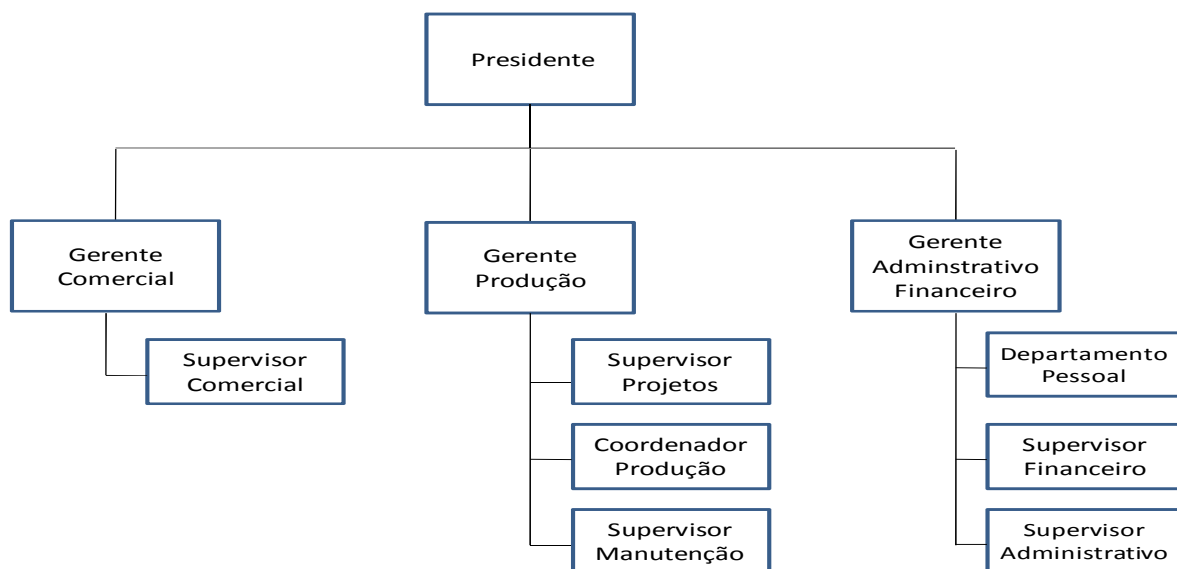 Presidente
Gerente
Comercial
Gerente
Produção
Gerente
Adminstrativo
Financeiro
Supervisor
Comercial
Supervisor
Projetos
Coordenador
Produção
Supervisor
Manutenção
Departamento
Pessoal
Supervisor
Financeiro
Supervisor
Administrativo